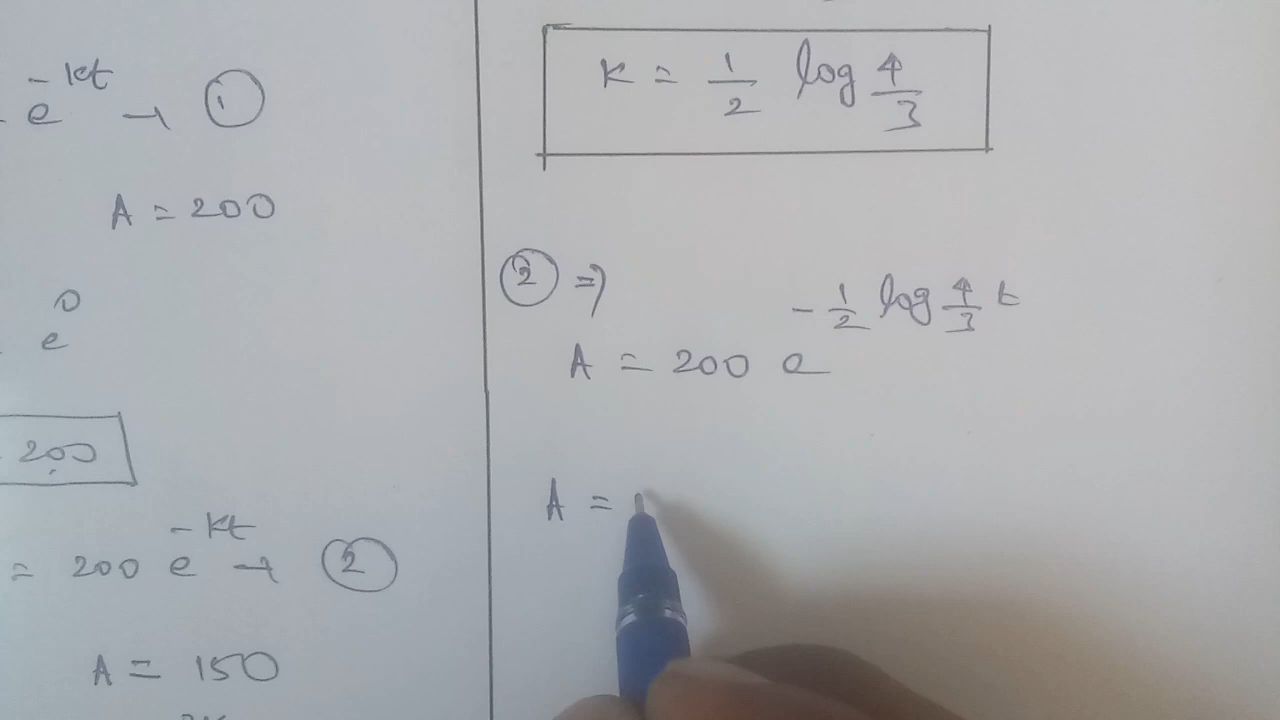 e^{-kt} → ①
A = 200
e^0
200
= 200 e^{-kt} → ②
A = 150
K = 1/2 log 4/3
② ⇒
A = 200 e^{-1/2 log 4/3 t}
A =